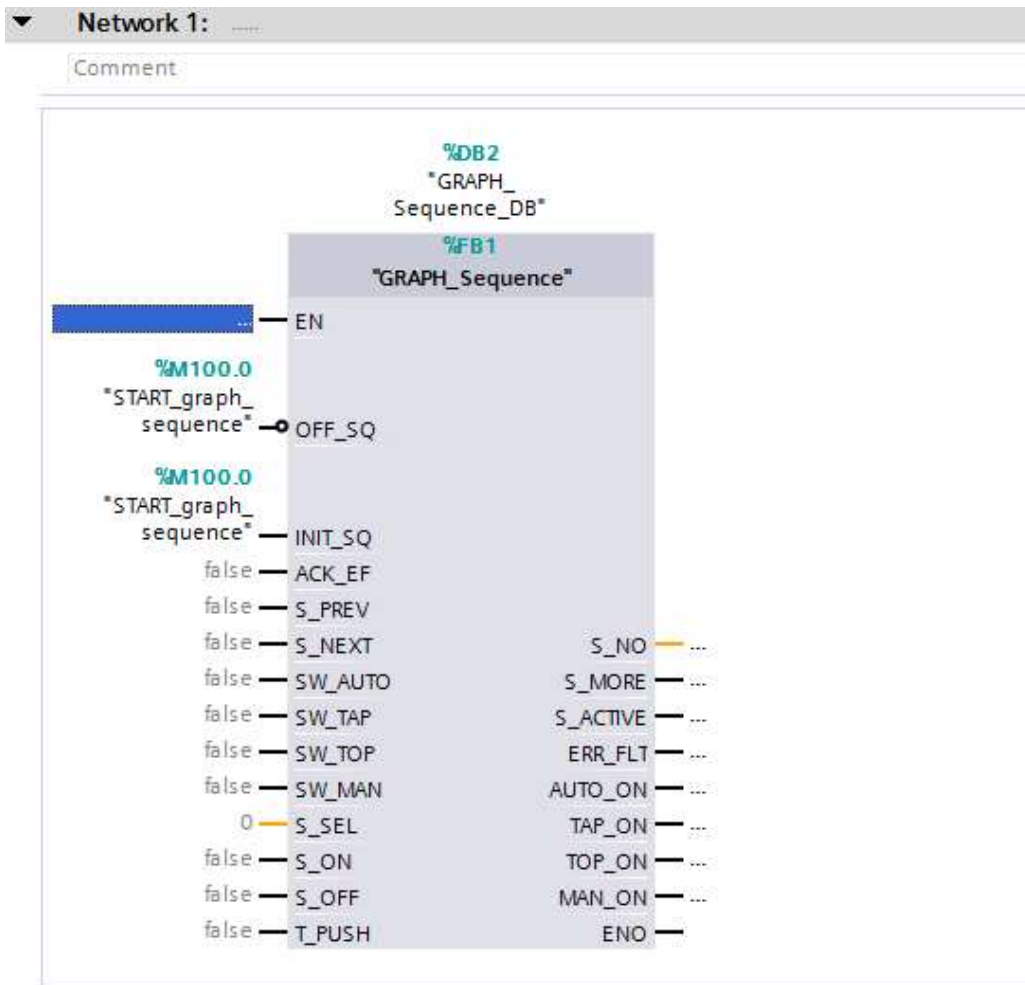 Network 1: .....
Comment
%DB2
"GRAPH_
Sequence_DB"
%FB1
"GRAPH_Sequence"
... EN
%M100.0
"START_graph_
sequence" OFF_SQ
%M100.0
"START_graph_
sequence" INIT_SQ
false ACK_EF
false S_PREV
false S_NEXT S_NO ...
false SW_AUTO S_MORE ...
false SW_TAP S_ACTIVE ...
false SW_TOP ERR_FLT ...
false SW_MAN AUTO_ON ...
0 S_SEL TAP_ON ...
false S_ON TOP_ON ...
false S_OFF MAN_ON ...
false T_PUSH ENO